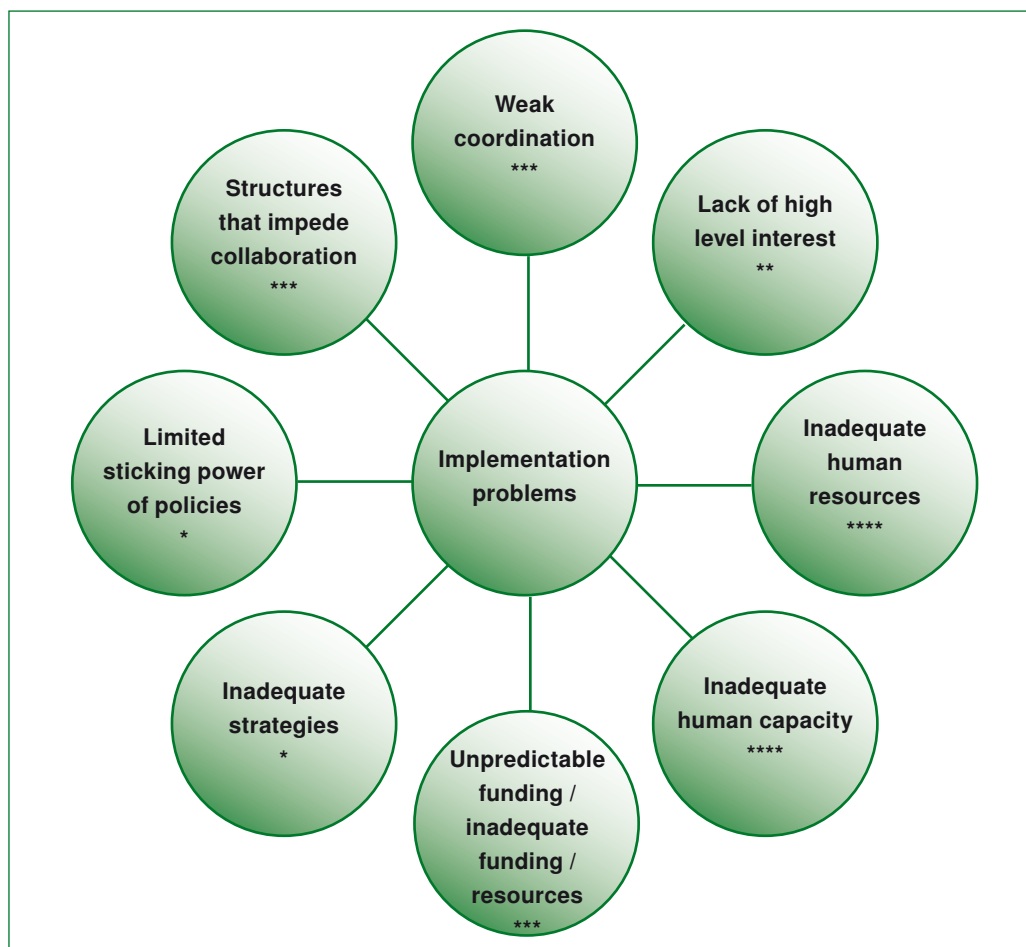 Weak
coordination
***
Structures
that impede
collaboration
***
Lack of high
level interest
**
Limited
sticking power
of policies
*
Implementation
problems
Inadequate
human
resources
****
Inadequate
strategies
*
Inadequate
human capacity
****
Unpredictable
funding /
inadequate
funding /
resources
***